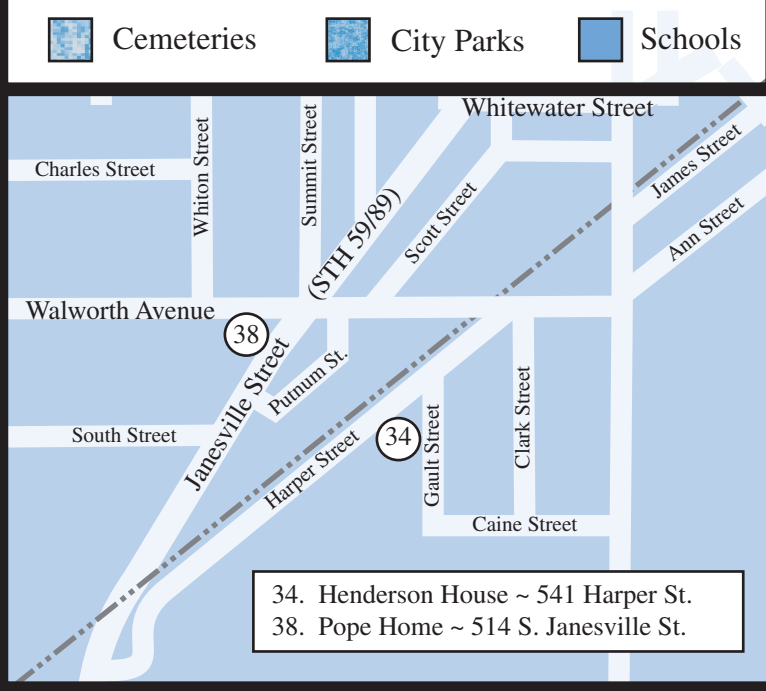 Cemeteries
City Parks
Schools
Whitewater Street
Charles Street
Whiton Street
Summit Street
(STH 59/89)
Scott Street
James Street
Ann Street
Walworth Avenue
38
Putnum St.
Janesville Street
South Street
Harper Street
34
Gault Street
Clark Street
Caine Street
34. Henderson House ~ 541 Harper St.
38. Pope Home ~ 514 S. Janesville St.